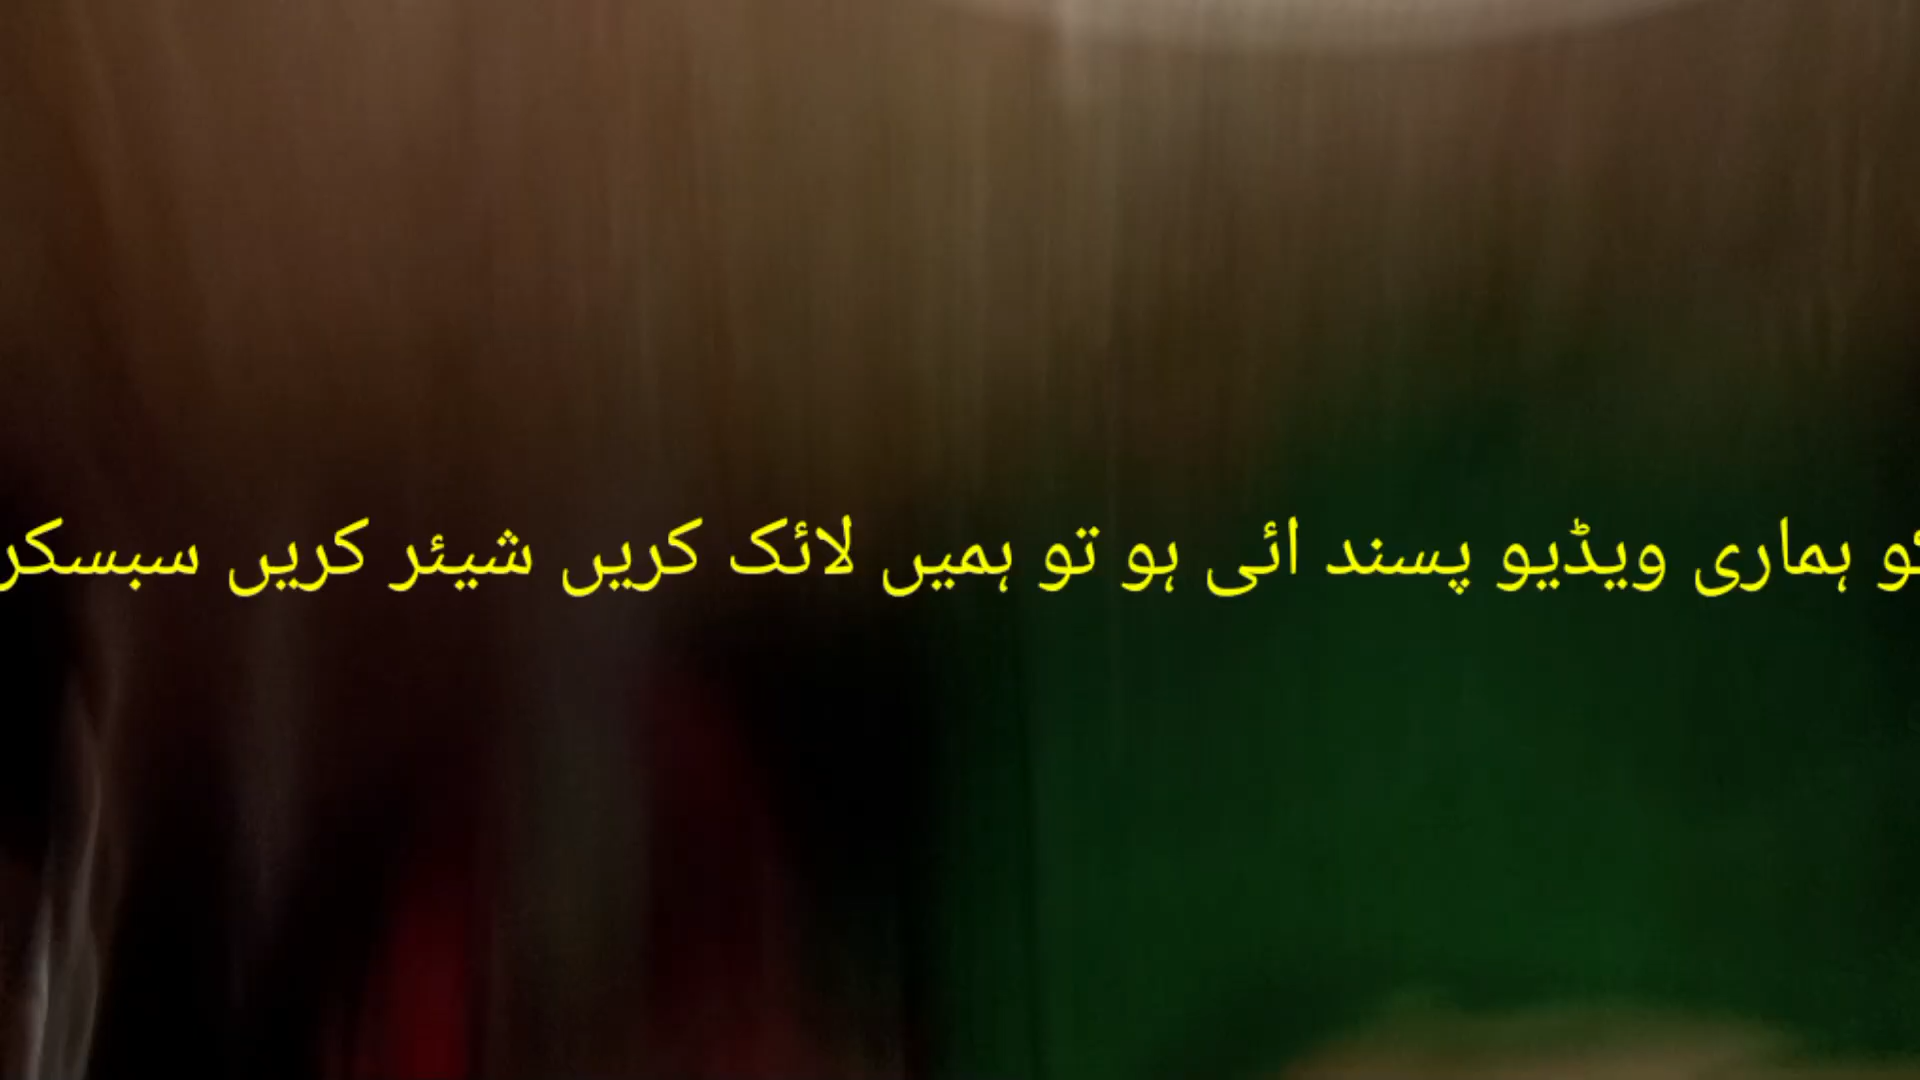 ہماری ویڈیو پسند ائی ہو تو ہمیں لائک کریں شیئر کریں